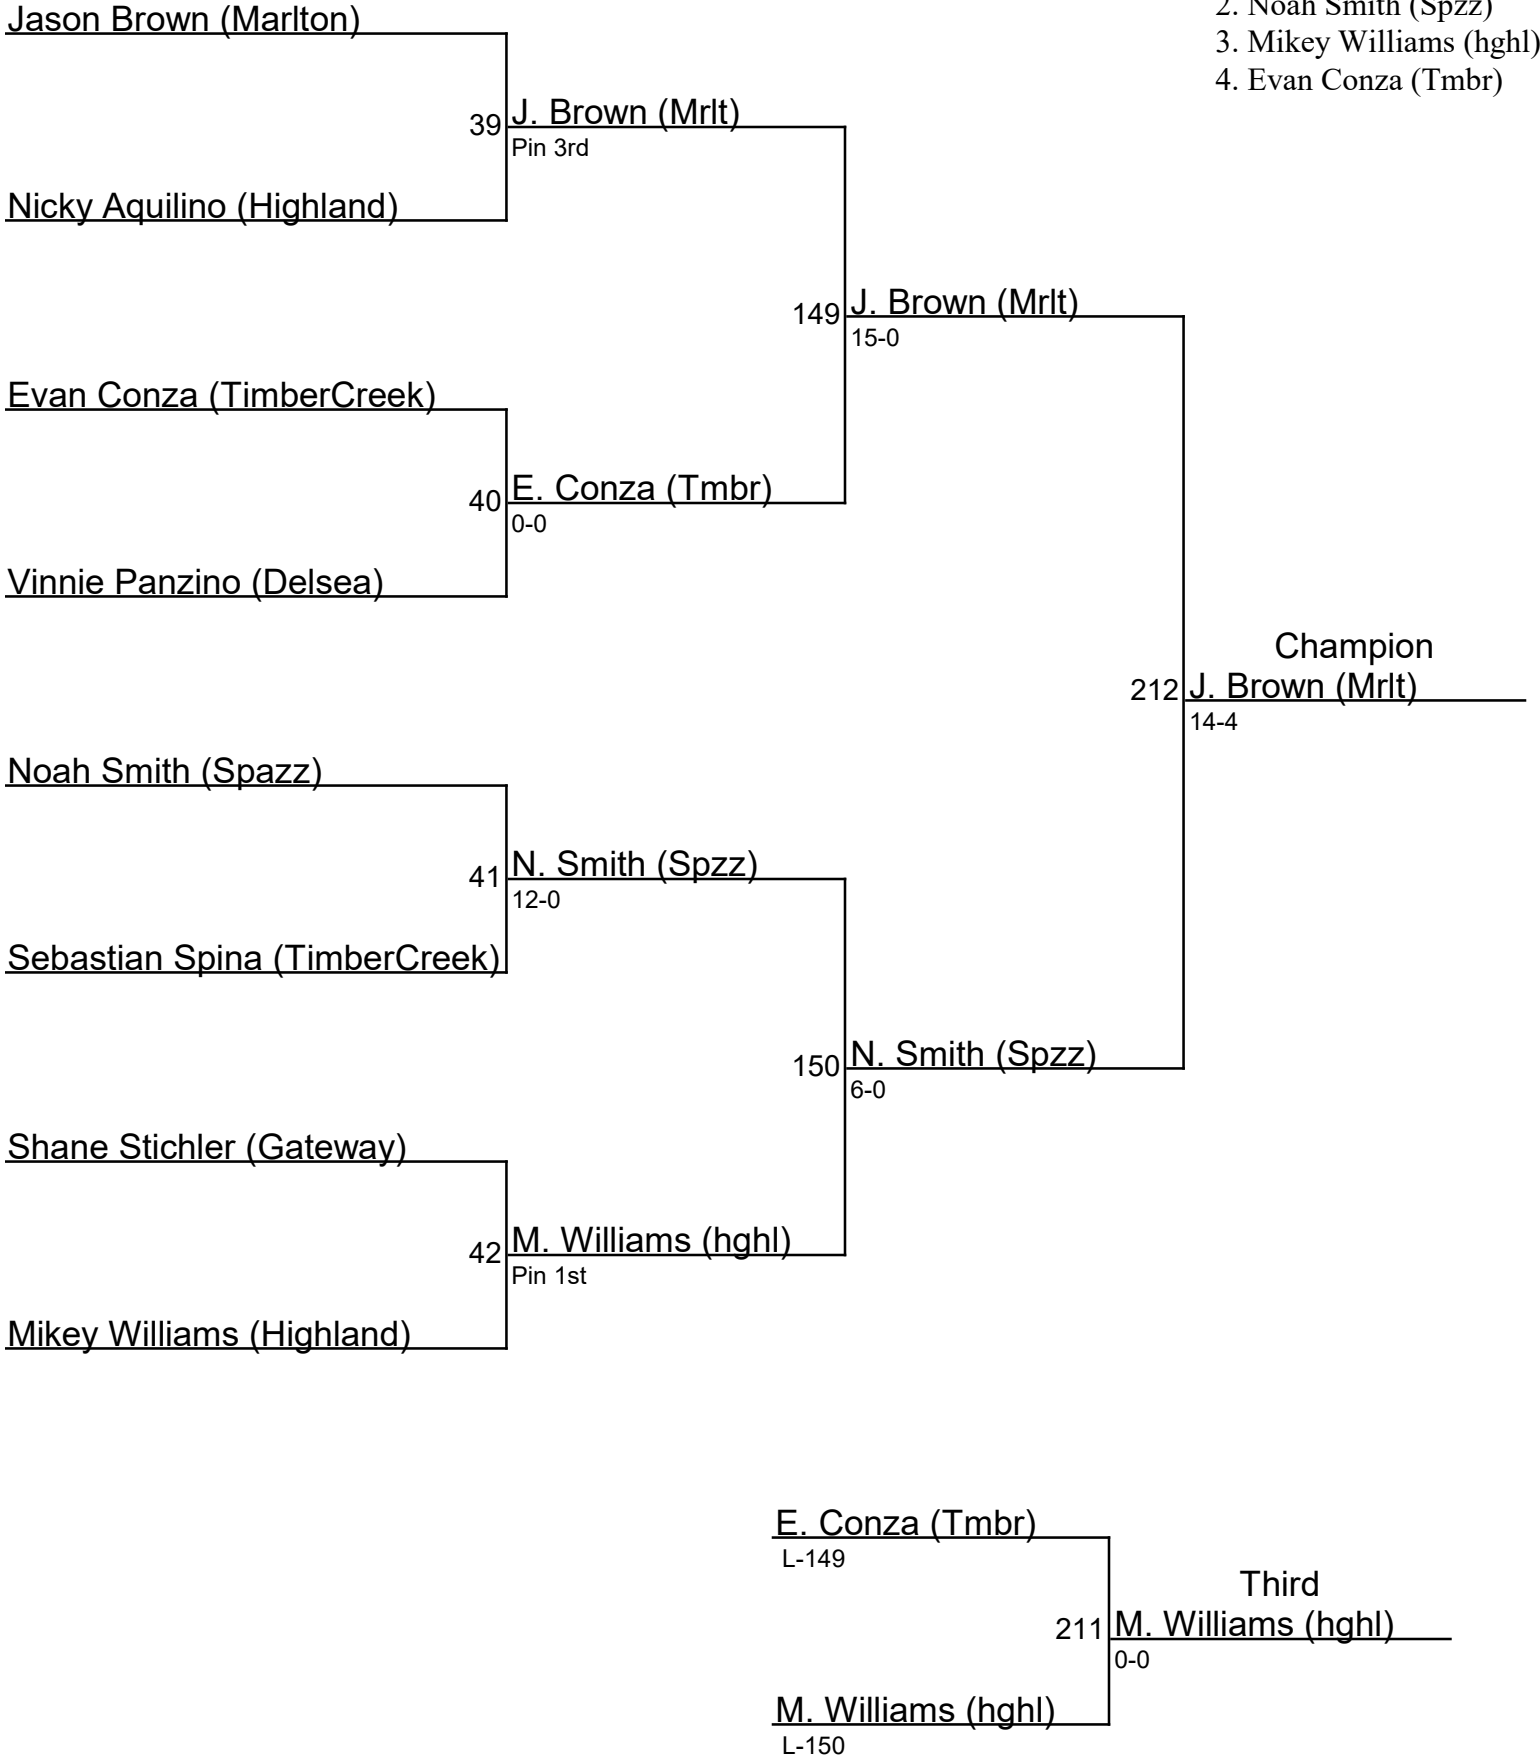 2. Noah Smith (Spzz)
3. Mikey Williams (hghl)
4. Evan Conza (Tmbr)
Jason Brown (Marlton)
39 J. Brown (Mrlt)
Pin 3rd
Nicky Aquilino (Highland)
149 J. Brown (Mrlt)
15-0
Evan Conza (TimberCreek)
40 E. Conza (Tmbr)
0-0
Vinnie Panzino (Delsea)
Champion
212 J. Brown (Mrlt)
14-4
Noah Smith (Spazz)
41 N. Smith (Spzz)
12-0
Sebastian Spina (TimberCreek)
150 N. Smith (Spzz)
6-0
Shane Stichler (Gateway)
42 M. Williams (hghl)
Pin 1st
Mikey Williams (Highland)
E. Conza (Tmbr)
L-149
Third
211 M. Williams (hghl)
0-0
M. Williams (hghl)
L-150